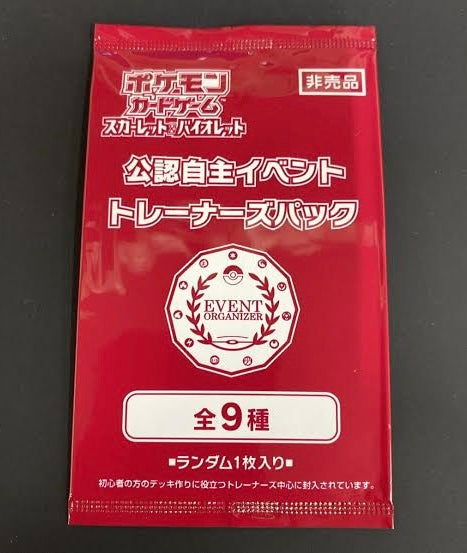 非売品
ポケモン
カードゲーム
スカーレット&バイオレット
公認自主イベント
トレーナーズパック
EVENT
ORGANIZER
全9種
■ランダム1枚入り■
初心者の方のデッキ作りに役立つトレーナーズ中心に封入されています。